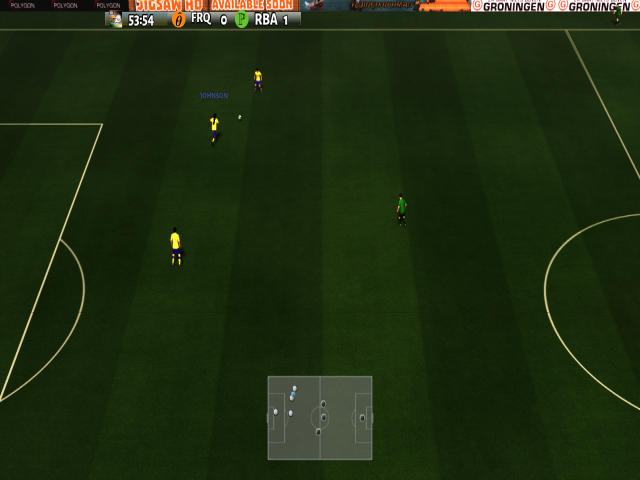 POLYGON POLYGON POLYGON JIGSAW HD AVAILABLE SOON GRONINGEN GRONINGEN
53:54 FRQ 0 RBA 1
JOHNSON